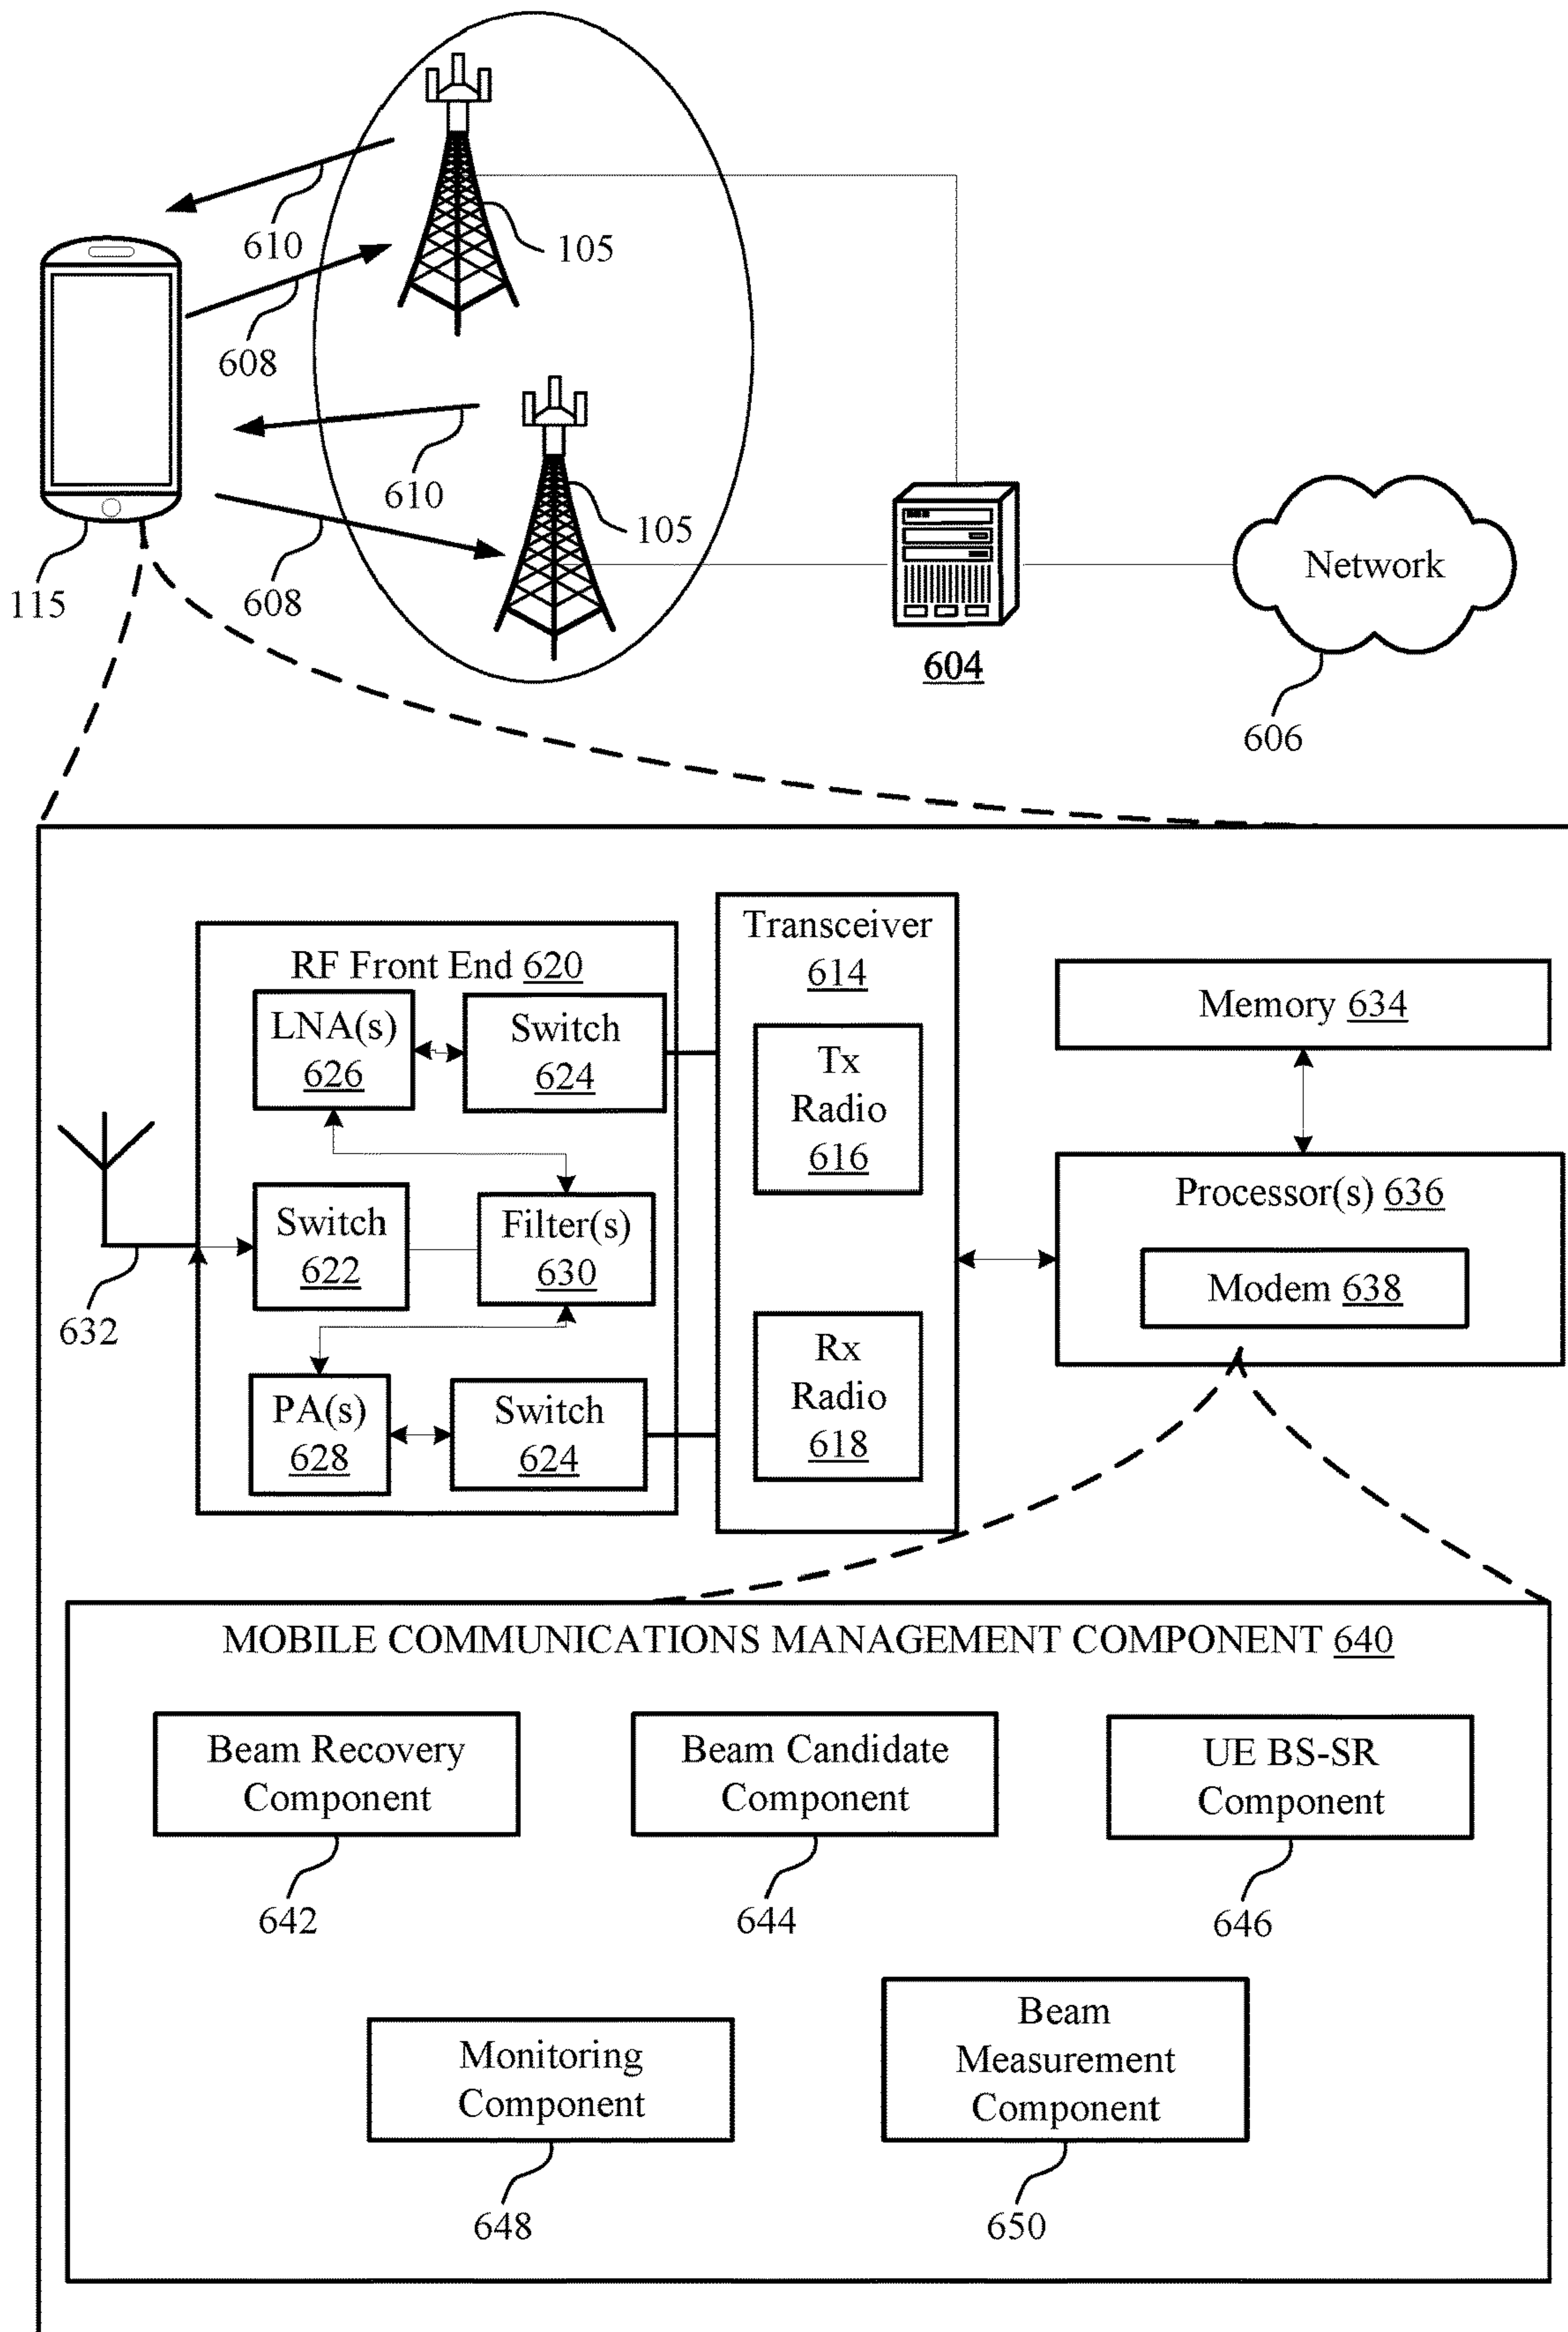 610
105
608
610
105
115
608
604
Network
606
RF Front End 620
LNA(s)
626
Switch
624
Switch
622
Filter(s)
630
632
PA(s)
628
Switch
624
Transceiver
614
Tx
Radio
616
Rx
Radio
618
Memory 634
Processor(s) 636
Modem 638
MOBILE COMMUNICATIONS MANAGEMENT COMPONENT 640
Beam Recovery
Component
642
Beam Candidate
Component
644
UE BS-SR
Component
646
Monitoring
Component
648
Beam
Measurement
Component
650